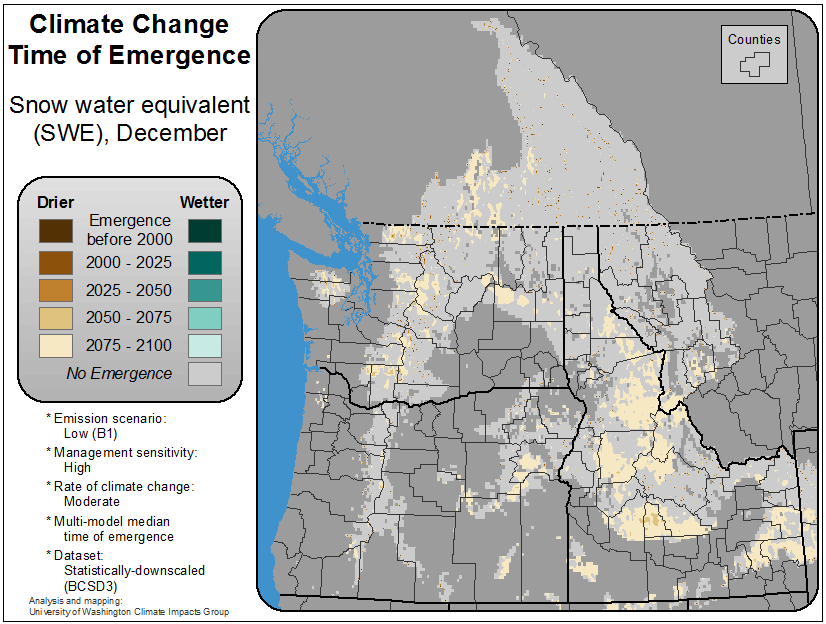 Climate Change
Time of Emergence
Snow water equivalent
(SWE), December
Drier
Wetter
Emergence
before 2000
2000 - 2025
2025 - 2050
2050 - 2075
2075 - 2100
No Emergence
* Emission scenario:
Low (B1)
* Management sensitivity:
High
* Rate of climate change:
Moderate
* Multi-model median
time of emergence
* Dataset:
Statistically-downscaled
(BCSD3)
Analysis and mapping:
University of Washington Climate Impacts Group
Counties